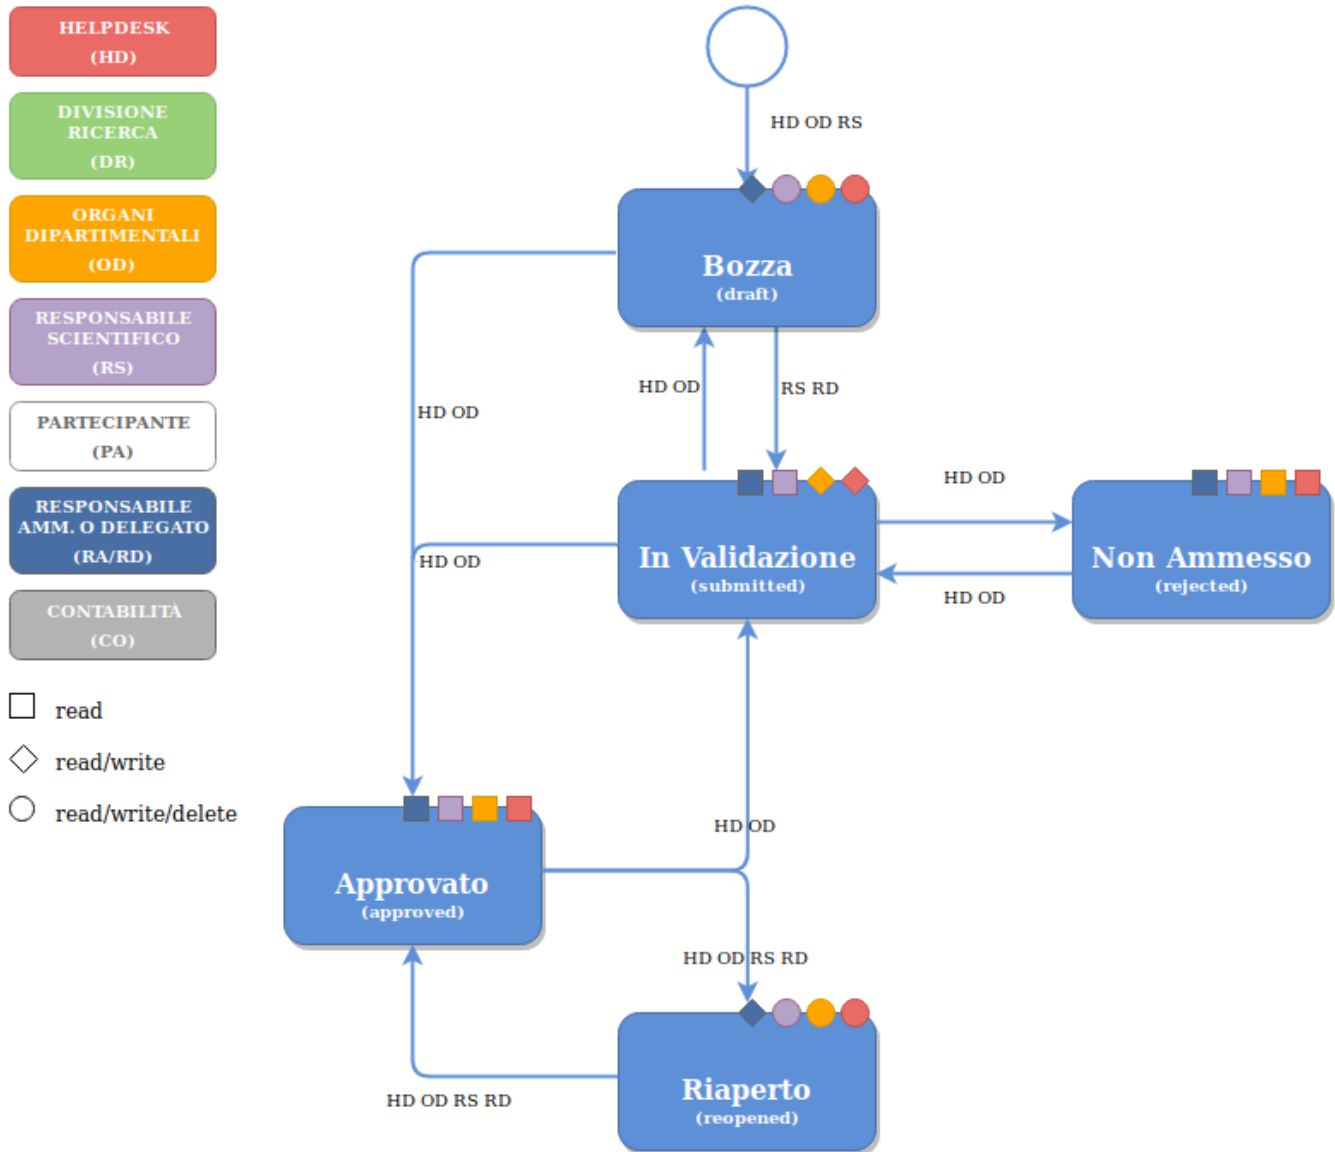 HELPDESK
(HD)
DIVISIONE
RICERCA
(DR)
ORGANI
DIPARTIMENTALI
(OD)
RESPONSABILE
SCIENTIFICO
(RS)
PARTECIPANTE
(PA)
RESPONSABILE
AMM. O DELEGATO
(RA/RD)
CONTABILITÀ
(CO)
read
read/write
read/write/delete
HD OD RS
Bozza
(draft)
HD OD
HD OD
RS RD
HD OD
In Validazione
(submitted)
HD OD
HD OD
Non Ammesso
(rejected)
HD OD
Approvato
(approved)
HD OD RS RD
HD OD RS RD
Riaperto
(reopened)